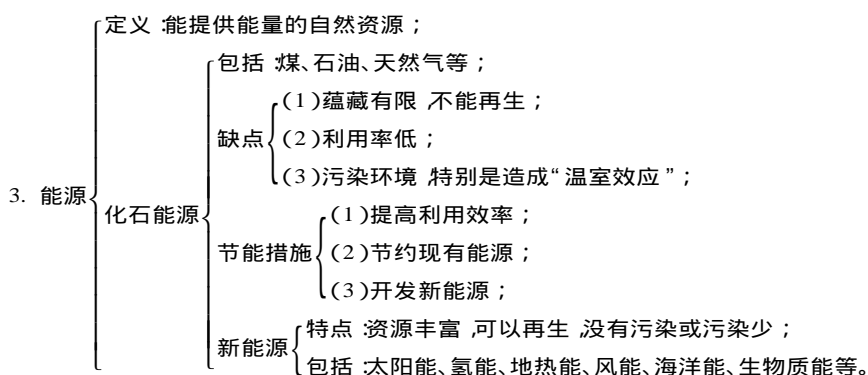 定义:能提供能量的自然资源;
包括:煤、石油、天然气等;
(1)蕴藏有限,不能再生;
缺点 (2)利用率低;
(3)污染环境,特别是造成“温室效应”;
3. 能源
化石能源
(1)提高利用效率;
节能措施 (2)节约现有能源;
(3)开发新能源;
特点:资源丰富,可以再生,没有污染或污染少;
新能源
包括:太阳能、氢能、地热能、风能、海洋能、生物质能等。